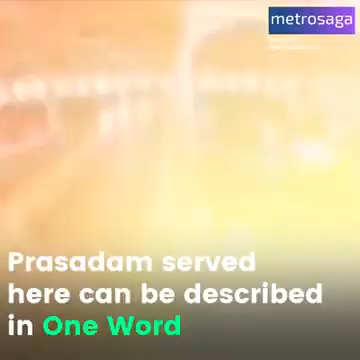 metrosaga
Prasadam served
here can be described
in One Word